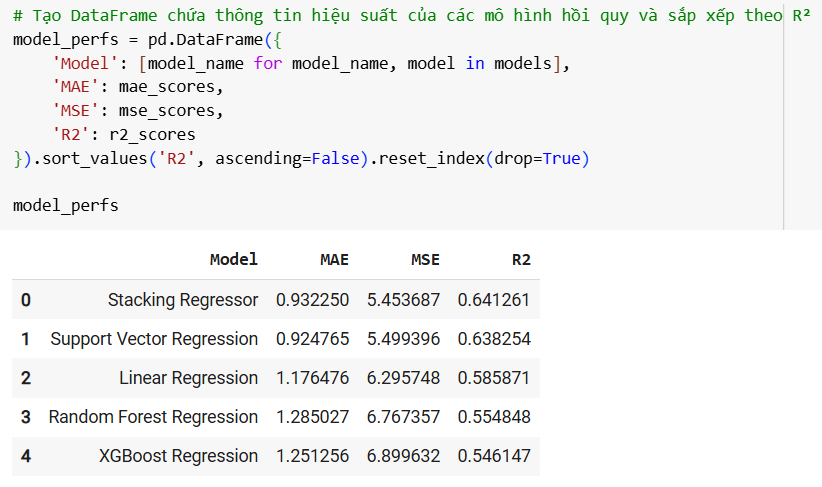 # Tạo DataFrame chứa thông tin hiệu suất của các mô hình hồi quy và sắp xếp theo R²
model_perfs = pd.DataFrame({
    'Model': [model_name for model_name, model in models],
    'MAE': mae_scores,
    'MSE': mse_scores,
    'R2': r2_scores
}).sort_values('R2', ascending=False).reset_index(drop=True)
model_perfs
Model MAE MSE R2
0 Stacking Regressor 0.932250 5.453687 0.641261
1 Support Vector Regression 0.924765 5.499396 0.638254
2 Linear Regression 1.176476 6.295748 0.585871
3 Random Forest Regression 1.285027 6.767357 0.554848
4 XGBoost Regression 1.251256 6.899632 0.546147